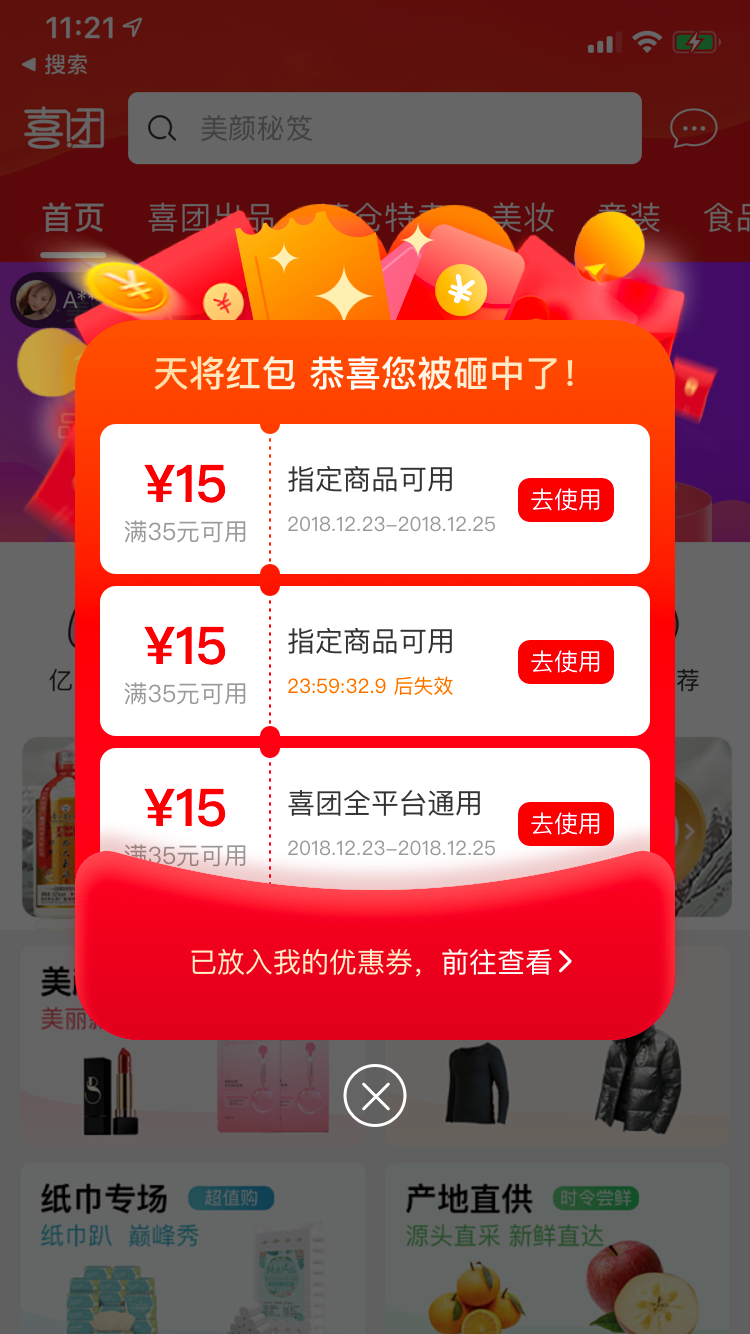 11:21
搜索
喜团
美颜秘笈
首页
喜团出品
美妆
童装
食品
A**
天将红包 恭喜您被砸中了！
¥15
满35元可用
指定商品可用
2018.12.23-2018.12.25
去使用
¥15
满35元可用
指定商品可用
23:59:32.9 后失效
去使用
¥15
满35元可用
喜团全平台通用
2018.12.23-2018.12.25
去使用
亿
荐
已放入我的优惠券，前往查看
美
美丽
纸巾专场 超值购
纸巾趴 巅峰秀
产地直供 时令尝鲜
源头直采 新鲜直达